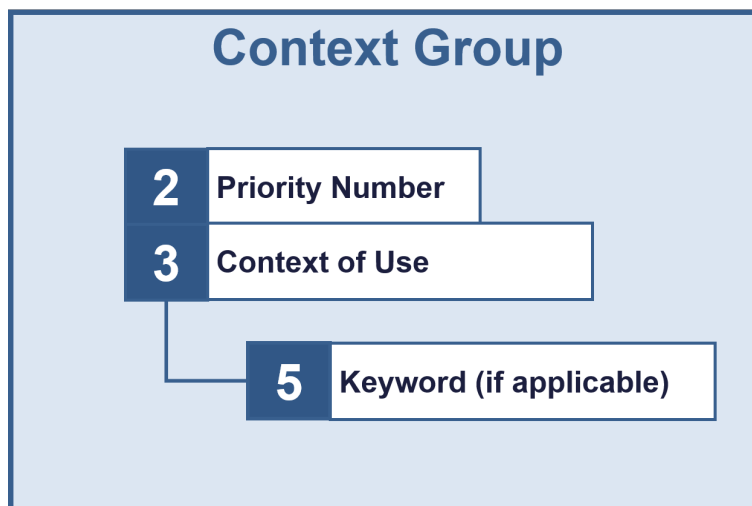 Context Group
2 Priority Number
3 Context of Use
5 Keyword (if applicable)